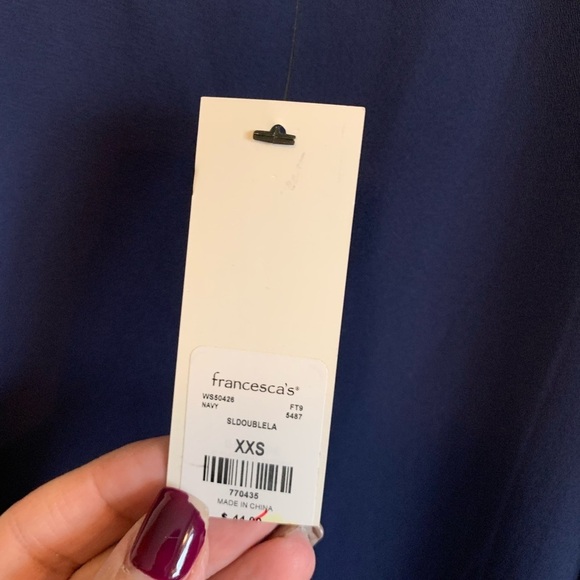 francesca's®
WS50426 FT9
NAVY 5487
SLDOUBLELA
XXS
770435
MADE IN CHINA